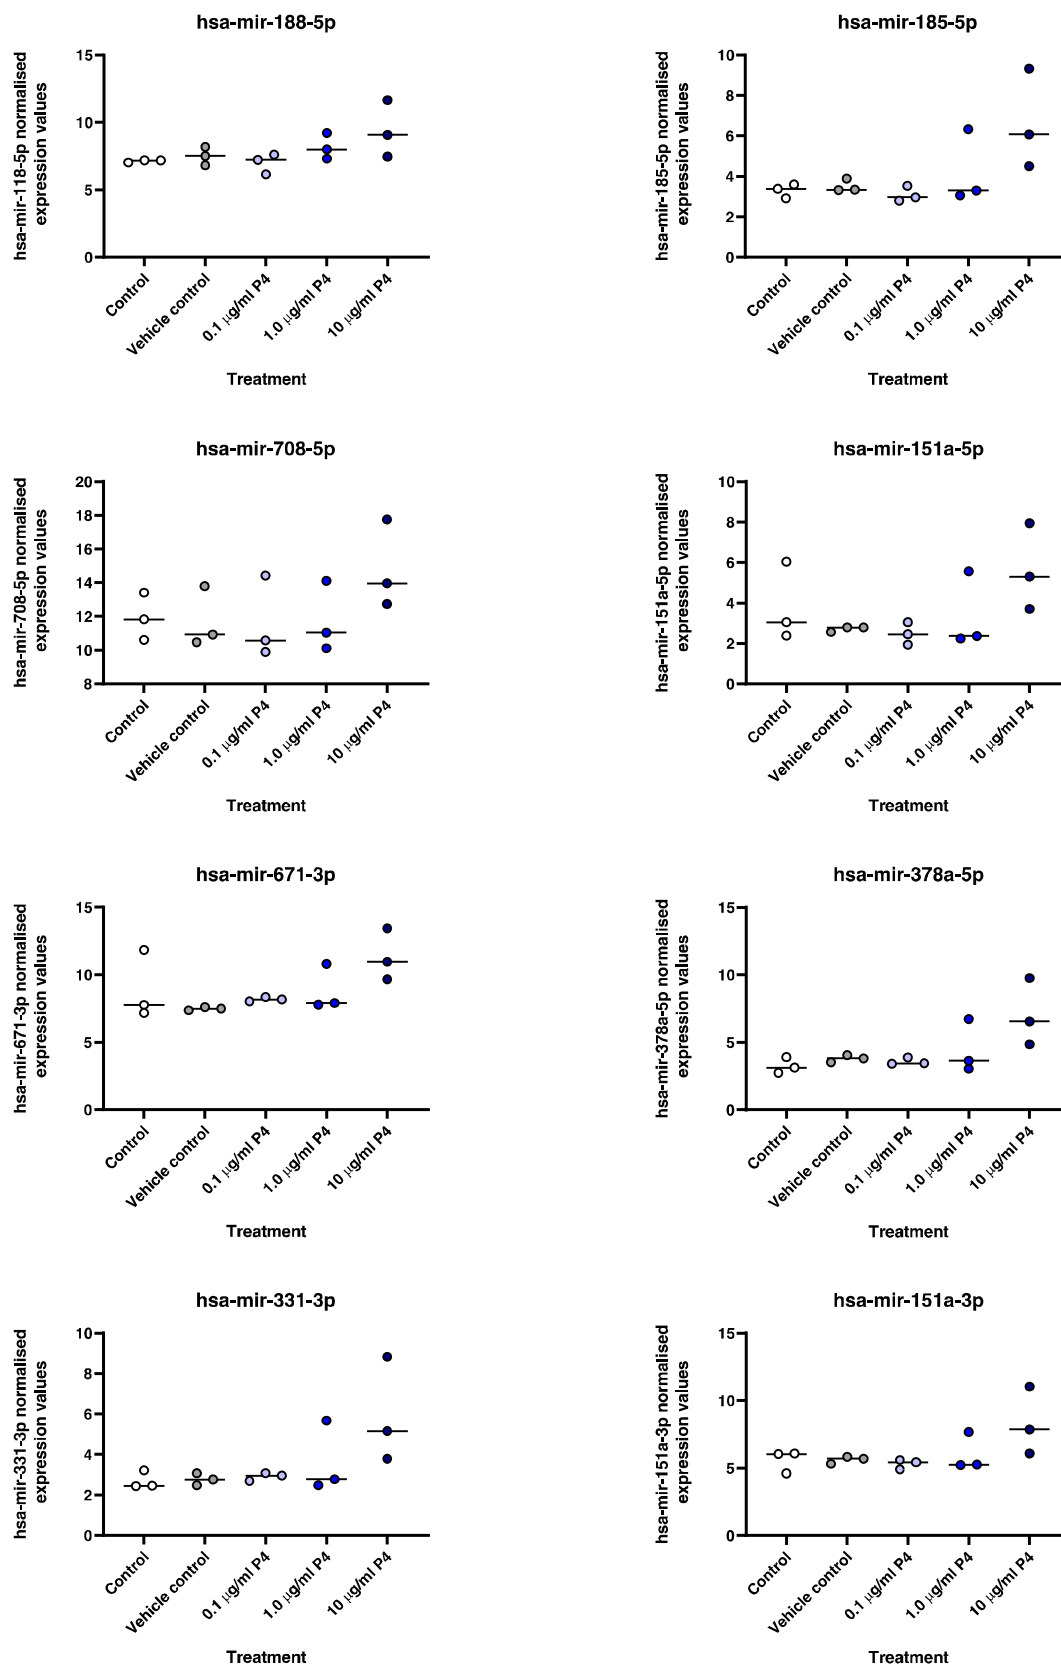 hsa-mir-188-5p
hsa-mir-118-5p normalised
expression values
15
10
5
0
Control
Vehicle control
0.1 µg/ml P4
1.0 µg/ml P4
10 µg/ml P4
Treatment
hsa-mir-185-5p
hsa-mir-185-5p normalised
expression values
10
8
6
4
2
0
Control
Vehicle control
0.1 µg/ml P4
1.0 µg/ml P4
10 µg/ml P4
Treatment
hsa-mir-708-5p
hsa-mir-708-5p normalised
expression values
20
18
16
14
12
10
8
Control
Vehicle control
0.1 µg/ml P4
1.0 µg/ml P4
10 µg/ml P4
Treatment
hsa-mir-151a-5p
hsa-mir-151a-5p normalised
expression values
10
8
6
4
2
0
Control
Vehicle control
0.1 µg/ml P4
1.0 µg/ml P4
10 µg/ml P4
Treatment
hsa-mir-671-3p
hsa-mir-671-3p normalised
expression values
15
10
5
0
Control
Vehicle control
0.1 µg/ml P4
1.0 µg/ml P4
10 µg/ml P4
Treatment
hsa-mir-378a-5p
hsa-mir-378a-5p normalised
expression values
15
10
5
0
Control
Vehicle control
0.1 µg/ml P4
1.0 µg/ml P4
10 µg/ml P4
Treatment
hsa-mir-331-3p
hsa-mir-331-3p normalised
expression values
10
8
6
4
2
0
Control
Vehicle control
0.1 µg/ml P4
1.0 µg/ml P4
10 µg/ml P4
Treatment
hsa-mir-151a-3p
hsa-mir-151a-3p normalised
expression values
15
10
5
0
Control
Vehicle control
0.1 µg/ml P4
1.0 µg/ml P4
10 µg/ml P4
Treatment